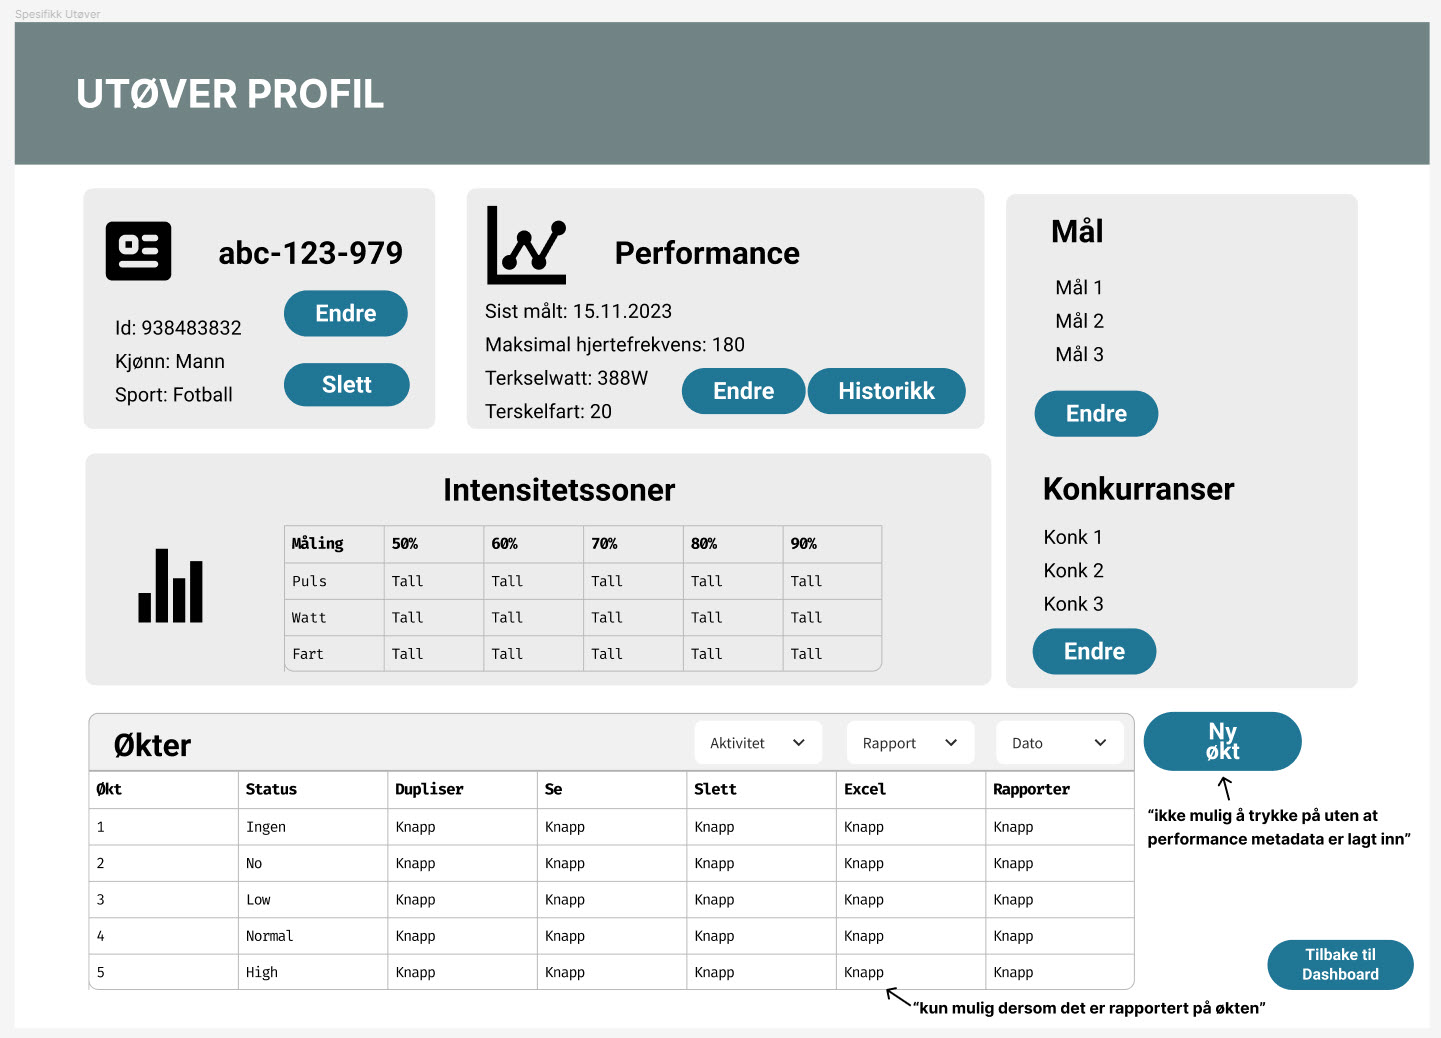 Spesifikk Utøver
UTØVER PROFIL
abc-123-979
Endre
Id: 938483832
Kjønn: Mann
Slett
Sport: Fotball
Performance
Sist målt: 15.11.2023
Maksimal hjertefrekvens: 180
Terkselwatt: 388W
Endre
Historikk
Terskelfart: 20
Mål
Mål 1
Mål 2
Mål 3
Endre
Konkurranser
Konk 1
Konk 2
Konk 3
Endre
Intensitetssoner
Måling 50% 60% 70% 80% 90%
Puls Tall Tall Tall Tall Tall
Watt Tall Tall Tall Tall Tall
Fart Tall Tall Tall Tall Tall
Økter
Aktivitet
Rapport
Dato
Økt Status Dupliser Se Slett Excel Rapporter
1 Ingen Knapp Knapp Knapp Knapp Knapp
2 No Knapp Knapp Knapp Knapp Knapp
3 Low Knapp Knapp Knapp Knapp Knapp
4 Normal Knapp Knapp Knapp Knapp Knapp
5 High Knapp Knapp Knapp Knapp Knapp
Ny
økt
“ikke mulig å trykke på uten at
performance metadata er lagt inn”
Tilbake til
Dashboard
“kun mulig dersom det er rapportert på økten”